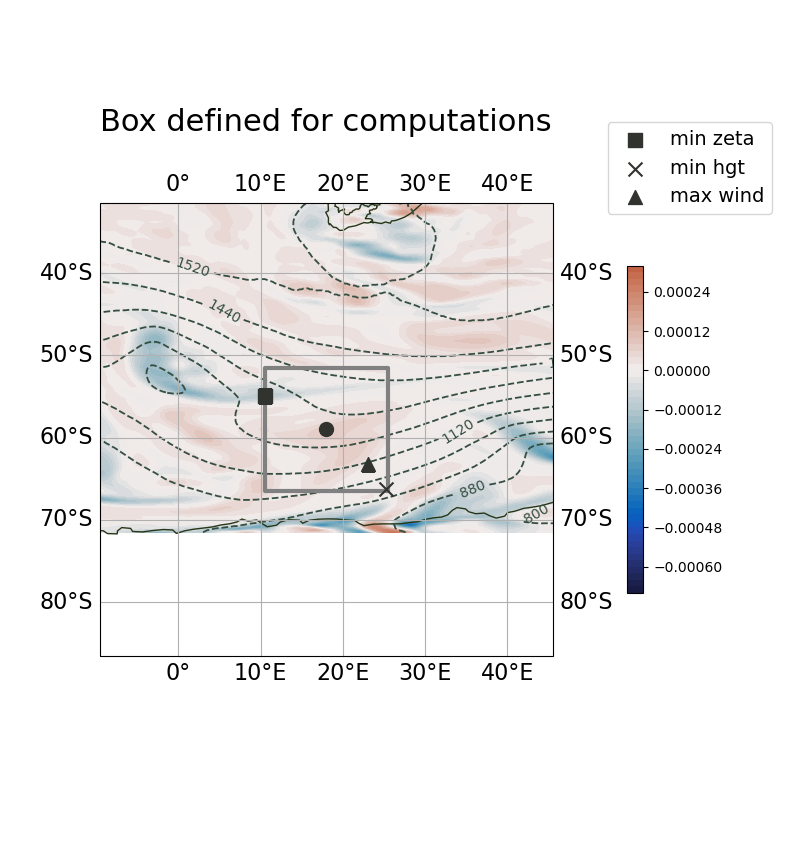 Box defined for computations
min zeta
min hgt
max wind
0° 10°E 20°E 30°E 40°E
1520
1440
1120
880
800
40°S 40°S
50°S 50°S
60°S 60°S
70°S 70°S
80°S 80°S
0° 10°E 20°E 30°E 40°E
0.00024
0.00012
0.00000
−0.00012
−0.00024
−0.00036
−0.00048
−0.00060